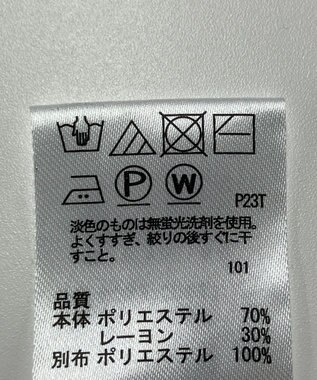 P
W
P23T
淡色のものは無蛍光洗剤を使用。
よくすすぎ、絞りの後すぐに干
すこと。
101
品質
本体 ポリエステル 70%
レーヨン 30%
別布 ポリエステル 100%